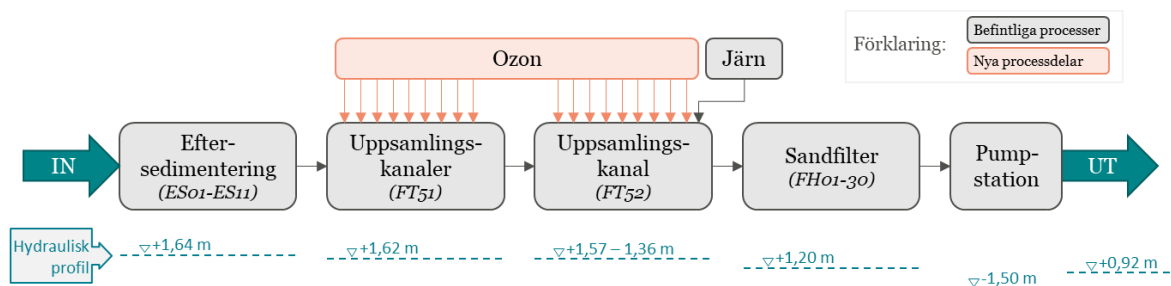 Förklaring:
Befintliga processer
Nya processdelar
Ozon
Järn
IN
Efter-
sedimentering
(ES01-ES11)
Uppsamlings-
kanaler
(FT51)
Uppsamlings-
kanal
(FT52)
Sandfilter
(FH01-30)
Pump-
station
UT
Hydraulisk
profil
▽+1,64 m
▽+1,62 m
▽+1,57 – 1,36 m
▽+1,20 m
▽-1,50 m
▽+0,92 m